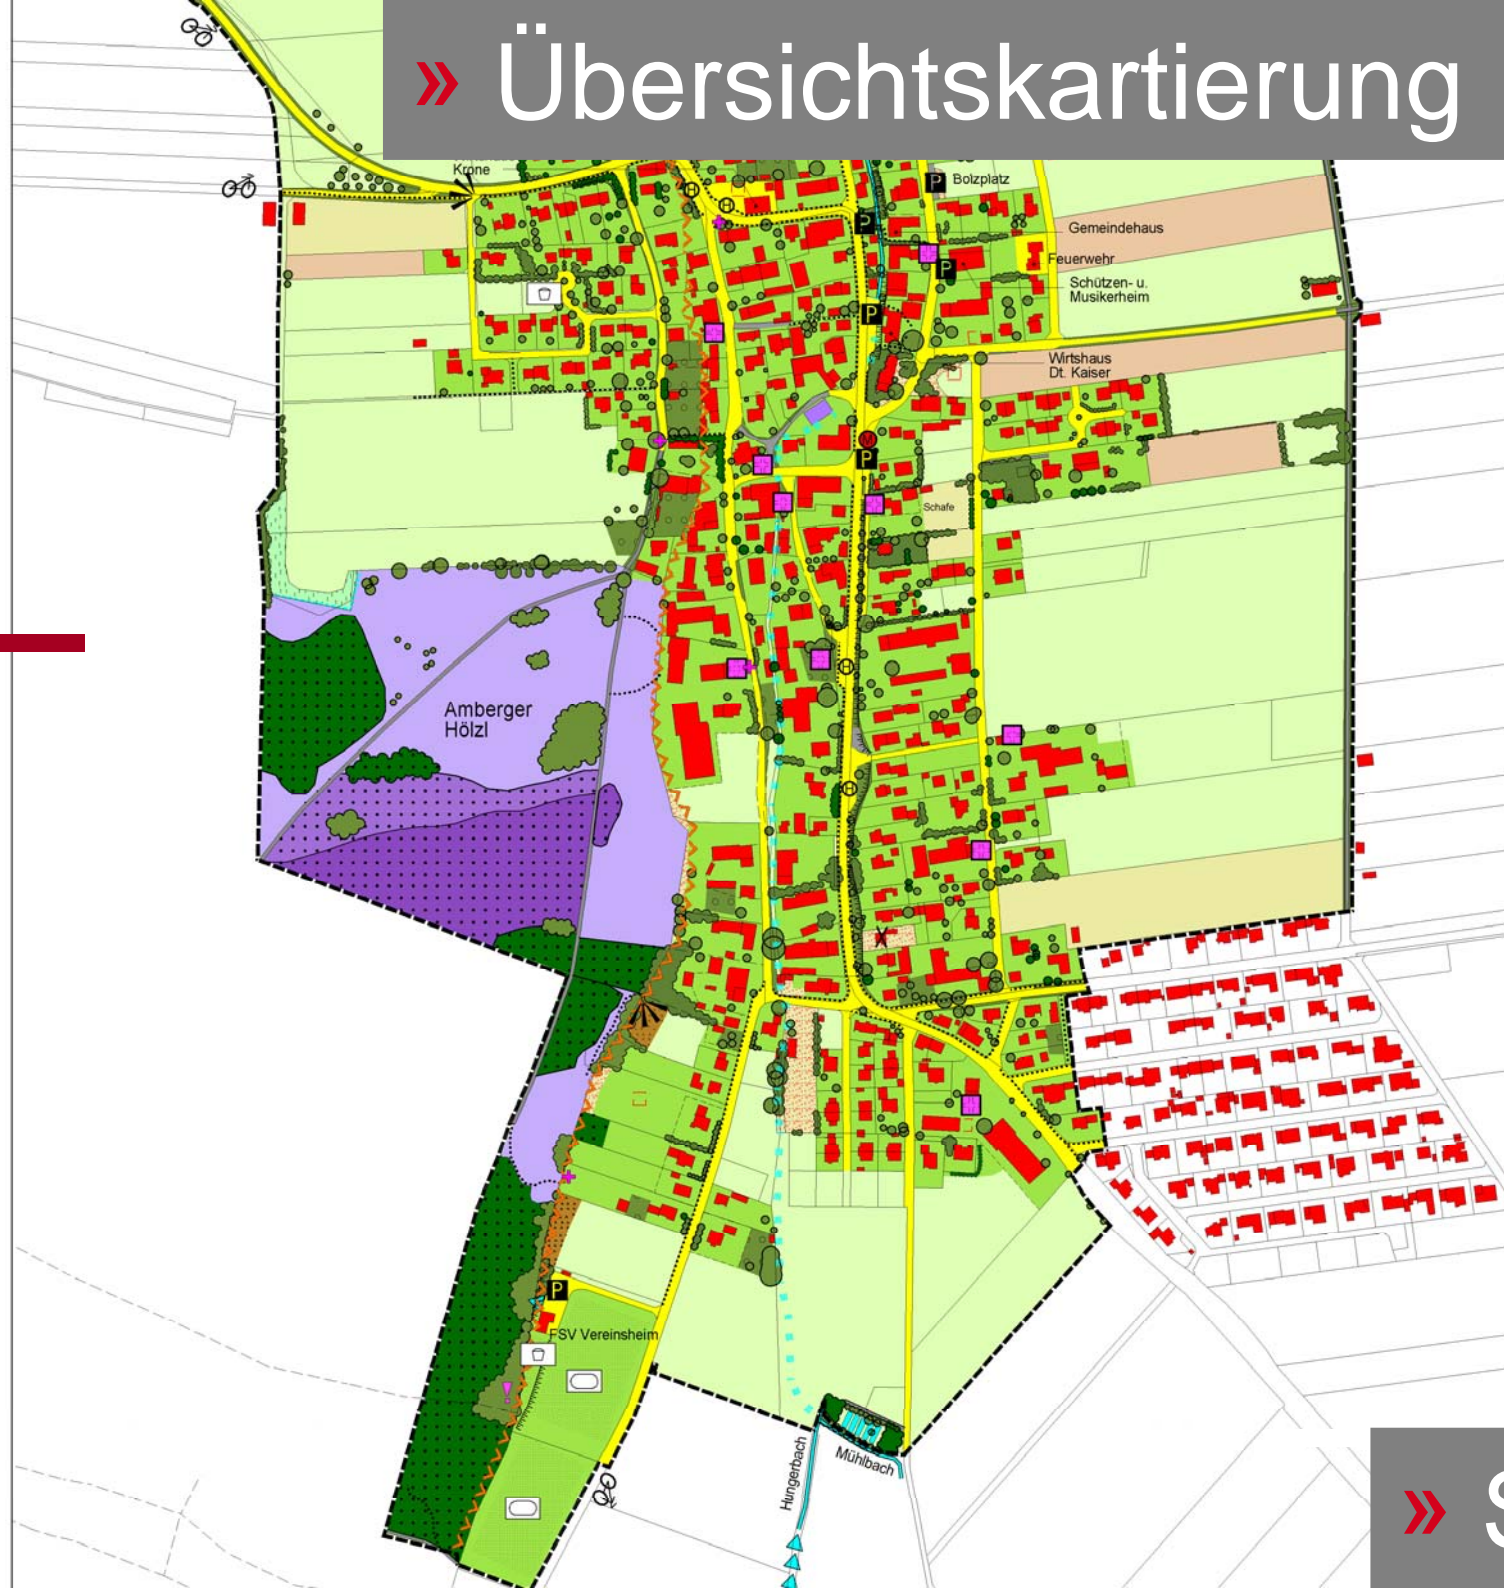 » Übersichtskartierung
Krone
H
H
P
Bolzplatz
P
Gemeindehaus
Feuerwehr
P
Schützen- u.
Musikerheim
P
Wirtshaus
Dt. Kaiser
M
P
Schafe
H
Amberger
Hölzl
H
P
FSV Vereinsheim
Hungerbach
Mühlbach
» S